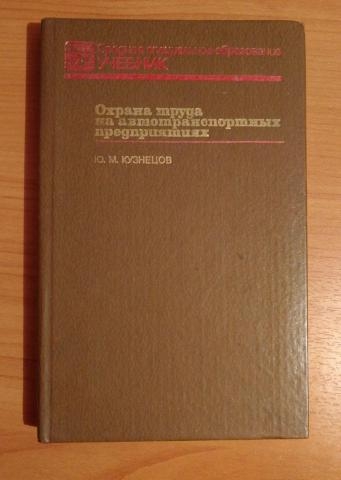 Среднее специальное образование
УЧЕБНИК
Охрана труда
на автотранспортных
предприятиях
Ю. М. КУЗНЕЦОВ